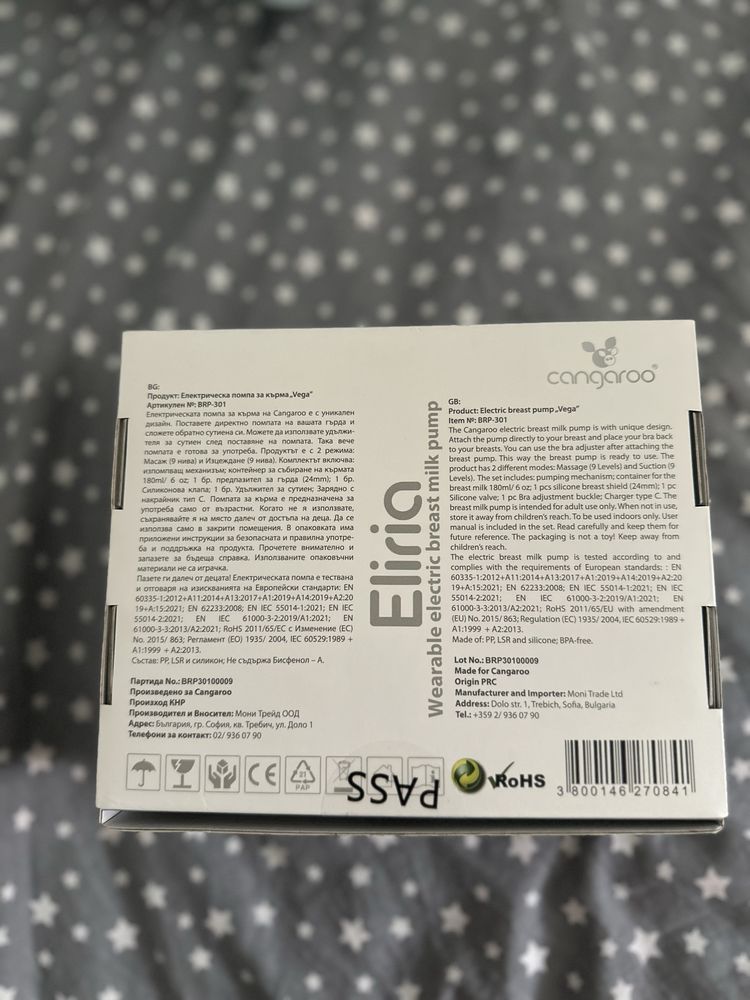 cangaroo®
BG:
Продукт: Електрическа помпа за кърма „Vega"
Артикулен №: BRP-301
Електрическата помпа за кърма на Cangaroo е с уникален
дизайн. Поставете директно помпата на вашата гърда и
сложете обратно сутиена си. Можете да използвате удължи-
теля за сутиен след поставяне на помпата. Така вече
помпата е готова за употреба. Продуктът е с 2 режима:
Масаж (9 нива) и Изцеждане (9 нива). Комплектът включва:
изпомпващ механизъм; контейнер за събиране на кърмата
180ml/ 6 oz; 1 бр. предпазител за гърда (24mm); 1 бр.
Силиконова клапа; 1 бр. Удължител за сутиен; Зарядно с
накрайник тип C. Помпата за кърма е предназначена за
употреба само от възрастни. Когато не я използвате,
съхранявайте я на място далеч от достъпа на деца. Да се
използва само в закрити помещения. В опаковката има
приложени инструкции за безопасната и правилна употре-
ба и поддръжка на продукта. Прочетете внимателно и
запазете за бъдеща справка. Използваните опаковъчни
материали не са играчка.
Пазете ги далеч от децата! Електрическата помпа е тествана
и отговаря на изискванията на Европейски стандарти: EN
60335-1:2012+A11:2014+A13:2017+A1:2019+A14:2019+A2:20
19+A:15:2021; EN 62233:2008; EN IEC 55014-1:2021; EN IEC
55014-2:2021; EN IEC 61000-3-2:2019/A1:2021; EN
61000-3-3:2013/A2:2021; RoHS 2011/65/EC с Изменение (EC)
No. 2015/ 863; Регламент (ЕО) 1935/ 2004, IEC 60529:1989 +
A1:1999 + A2:2013.
Състав: PP, LSR и силикон; Не съдържа Бисфенол – А.
Партида No.: BRP30100009
Произведено за Cangaroo
Произход КНР
Производител и Вносител: Мони Трейд ООД
Адрес: България, гр. София, кв. Требич, ул. Доло 1
Телефони за контакт: 02/ 936 07 90
Eliria
Wearable electric breast milk pump
GB:
Product: Electric breast pump „Vega"
Item №: BRP-301
The Cangaroo electric breast milk pump is with unique design.
Attach the pump directly to your breast and place your bra back
to your breasts. You can use the bra adjuster after attaching the
breast pump. This way the breast pump is ready to use. The
product has 2 different modes: Massage (9 Levels) and Suction (9
Levels). The set includes: pumping mechanism; container for the
breast milk 180ml/ 6 oz; 1 pcs silicone breast shield (24mm); 1 pc
Silicone valve; 1 pc Bra adjustment buckle; Charger type C. The
breast milk pump is intended for adult use only. When not in use,
store it away from children's reach. To be used indoors only. User
manual is included in the set. Read carefully and keep them for
future reference. The packaging is not a toy! Keep away from
children's reach.
The electric breast milk pump is tested according to and
complies with the requirements of European standards: : EN
60335-1:2012+A11:2014+A13:2017+A1:2019+A14:2019+A2:20
19+A:15:2021; EN 62233:2008; EN IEC 55014-1:2021; EN IEC
55014-2:2021; EN IEC 61000-3-2:2019/A1:2021; EN
61000-3-3:2013/A2:2021; RoHS 2011/65/EU with amendment
(EU) No. 2015/ 863; Regulation (EC) 1935/ 2004, IEC 60529:1989 +
A1:1999 + A2:2013.
Made of: PP, LSR and silicone; BPA-free.
Lot No.: BRP30100009
Made for Cangaroo
Origin PRC
Manufacturer and Importer: Moni Trade Ltd
Address: Dolo str. 1, Trebich, Sofia, Bulgaria
Tel.: +359 2/ 936 07 90
CE
21
PAP
PASS
RoHS
3 800146 270841